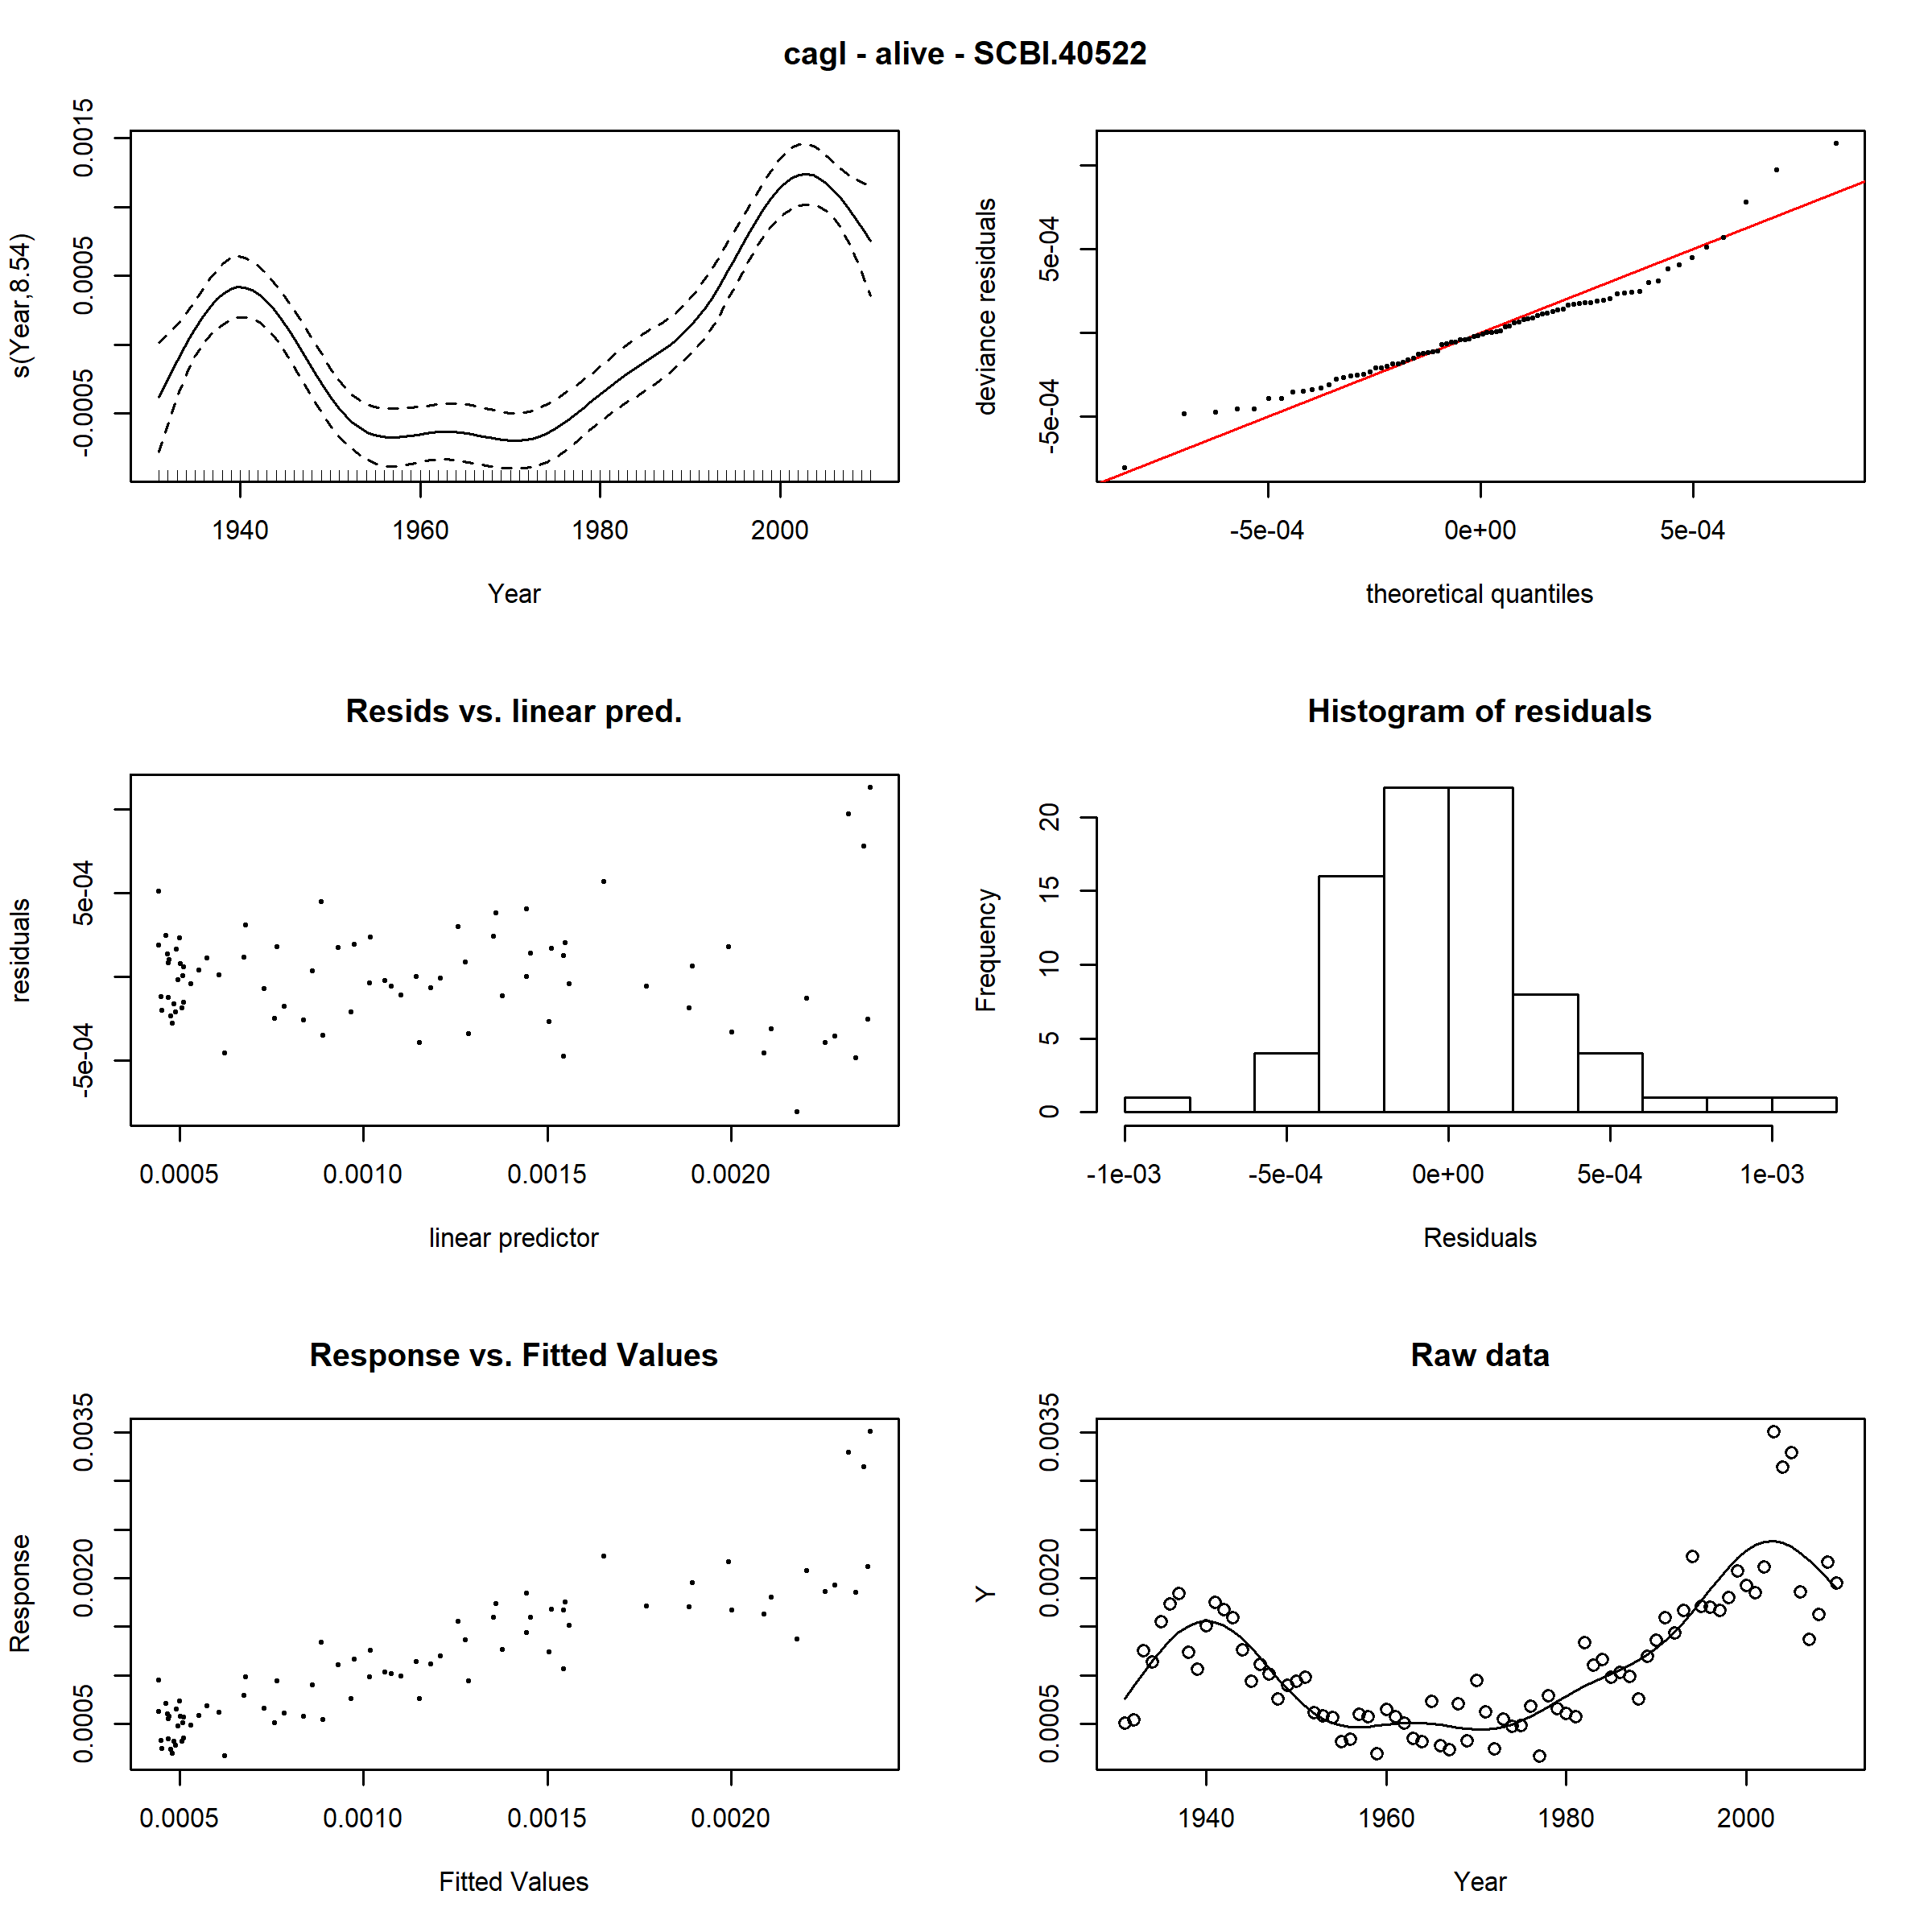 cagl - alive - SCBI.40522
s(Year,8.54)
-0.0005 0.0005 0.0015
1940 1960 1980 2000
Year
deviance residuals
-5e-04 5e-04
-5e-04 0e+00 5e-04
theoretical quantiles
Resids vs. linear pred.
residuals
-5e-04 5e-04
0.0005 0.0010 0.0015 0.0020
linear predictor
Histogram of residuals
Frequency
0 5 10 15 20
-1e-03 -5e-04 0e+00 5e-04 1e-03
Residuals
Response vs. Fitted Values
Response
0.0005 0.0020 0.0035
0.0005 0.0010 0.0015 0.0020
Fitted Values
Raw data
Y
0.0005 0.0020 0.0035
1940 1960 1980 2000
Year